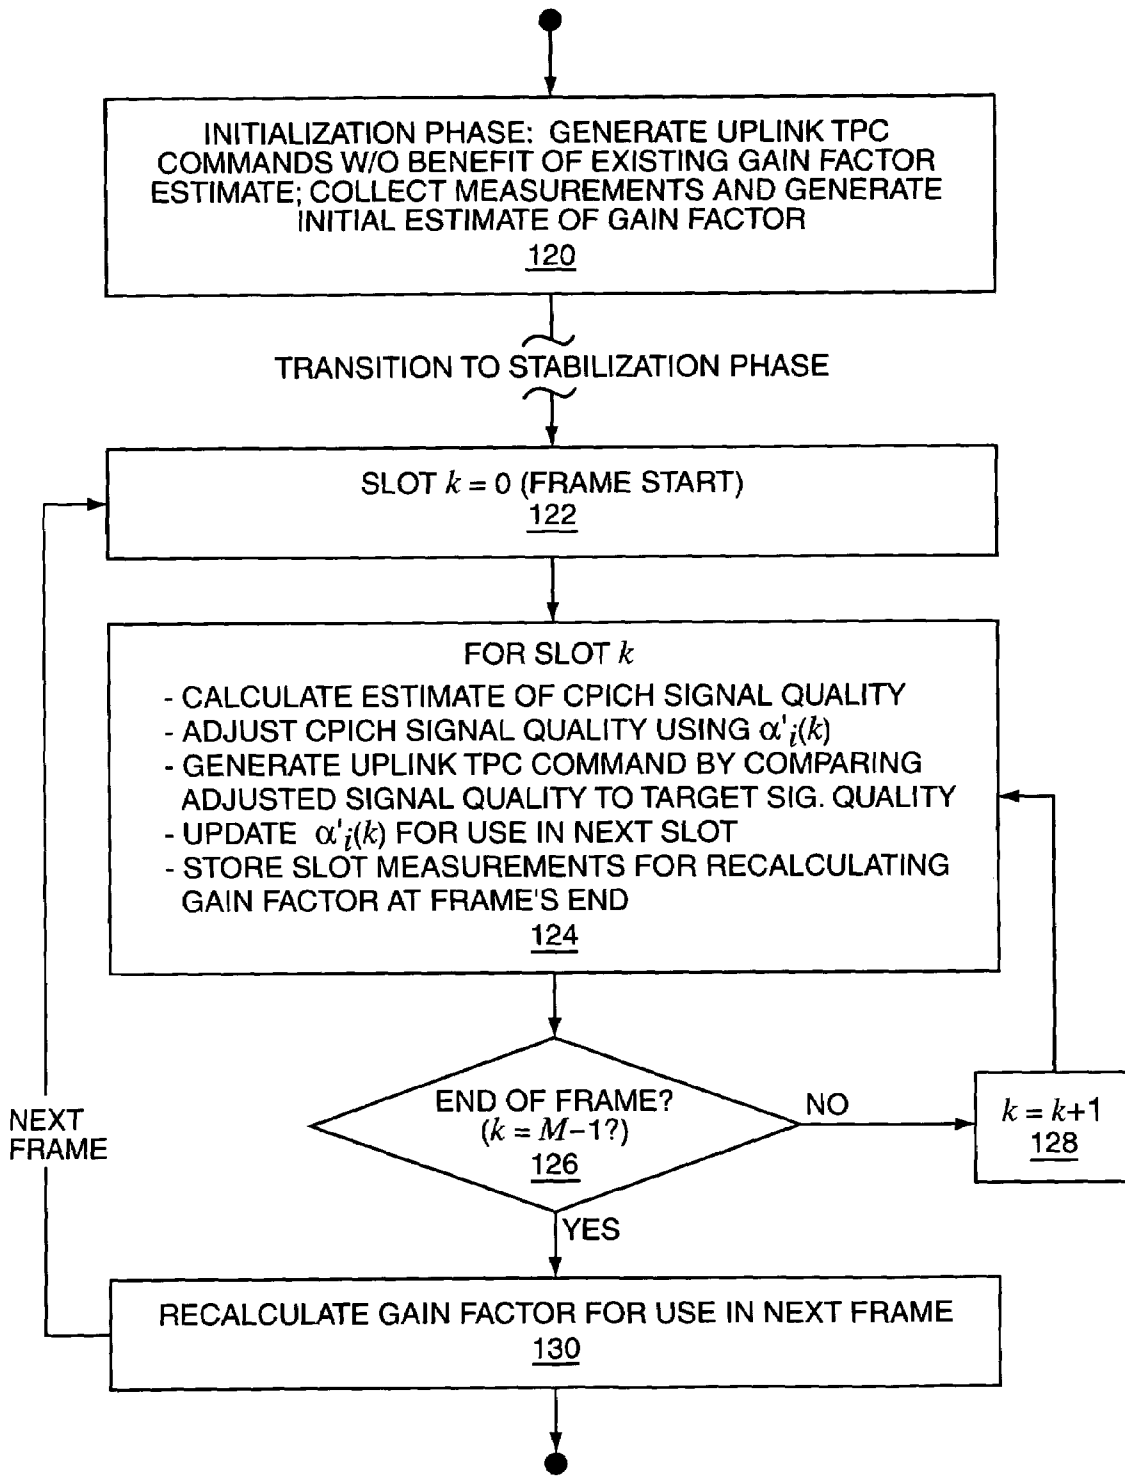 INITIALIZATION PHASE: GENERATE UPLINK TPC
COMMANDS W/O BENEFIT OF EXISTING GAIN FACTOR
ESTIMATE; COLLECT MEASUREMENTS AND GENERATE
INITIAL ESTIMATE OF GAIN FACTOR
120
TRANSITION TO STABILIZATION PHASE
SLOT k = 0 (FRAME START)
122
FOR SLOT k
- CALCULATE ESTIMATE OF CPICH SIGNAL QUALITY
- ADJUST CPICH SIGNAL QUALITY USING α'i(k)
- GENERATE UPLINK TPC COMMAND BY COMPARING
ADJUSTED SIGNAL QUALITY TO TARGET SIG. QUALITY
- UPDATE α'i(k) FOR USE IN NEXT SLOT
- STORE SLOT MEASUREMENTS FOR RECALCULATING
GAIN FACTOR AT FRAME'S END
124
END OF FRAME?
(k = M–1?)
126
NO
k = k+1
128
NEXT
FRAME
YES
RECALCULATE GAIN FACTOR FOR USE IN NEXT FRAME
130